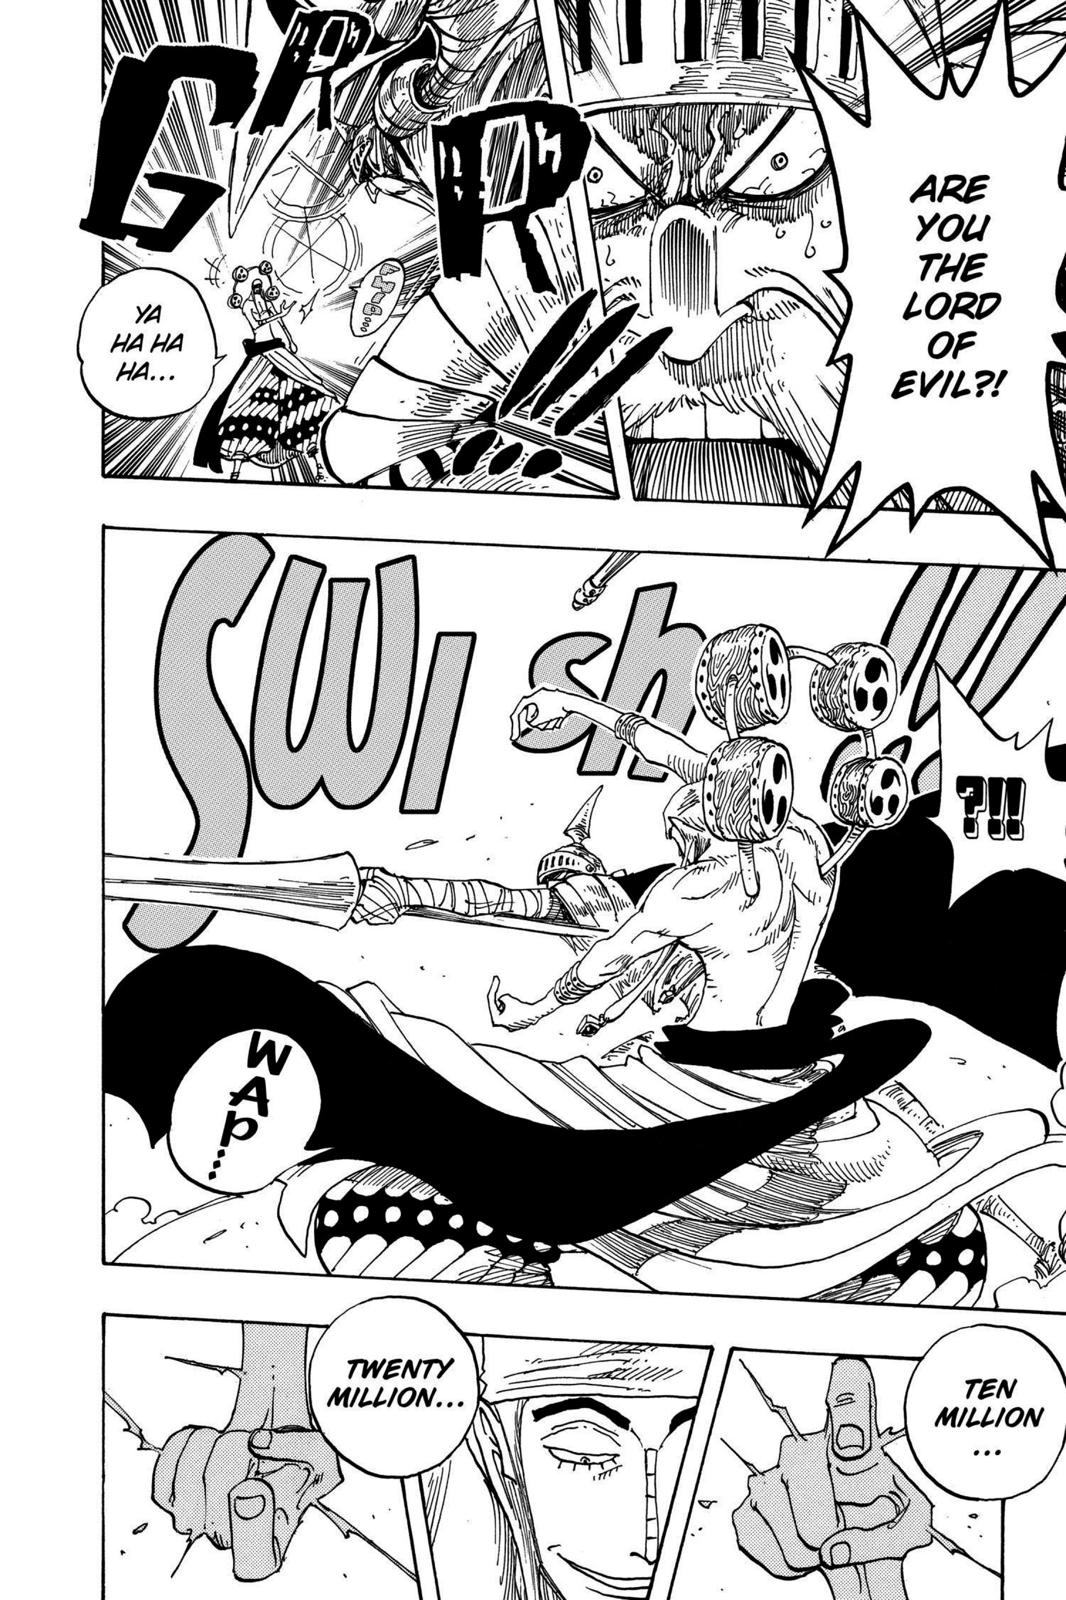 ARE
YOU
THE
LORD
OF
EVIL?!
GRRR
YA
HA HA
HA...
SWISH!!!
?!!
WAP...
TEN
MILLION
...
TWENTY
MILLION...